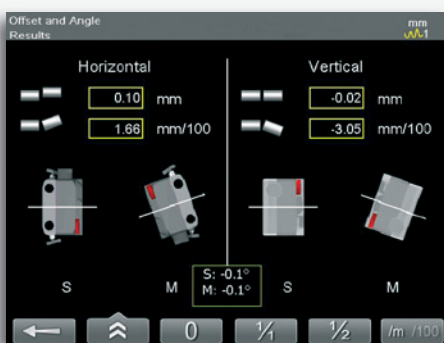 Offset and Angle
Results
mm
1
Horizontal
Vertical
0.10 mm
-0.02 mm
1.66 mm/100
-3.05 mm/100
S: -0.1°
M: -0.1°
S
M
S
M
0
1/1
1/2
/m /100